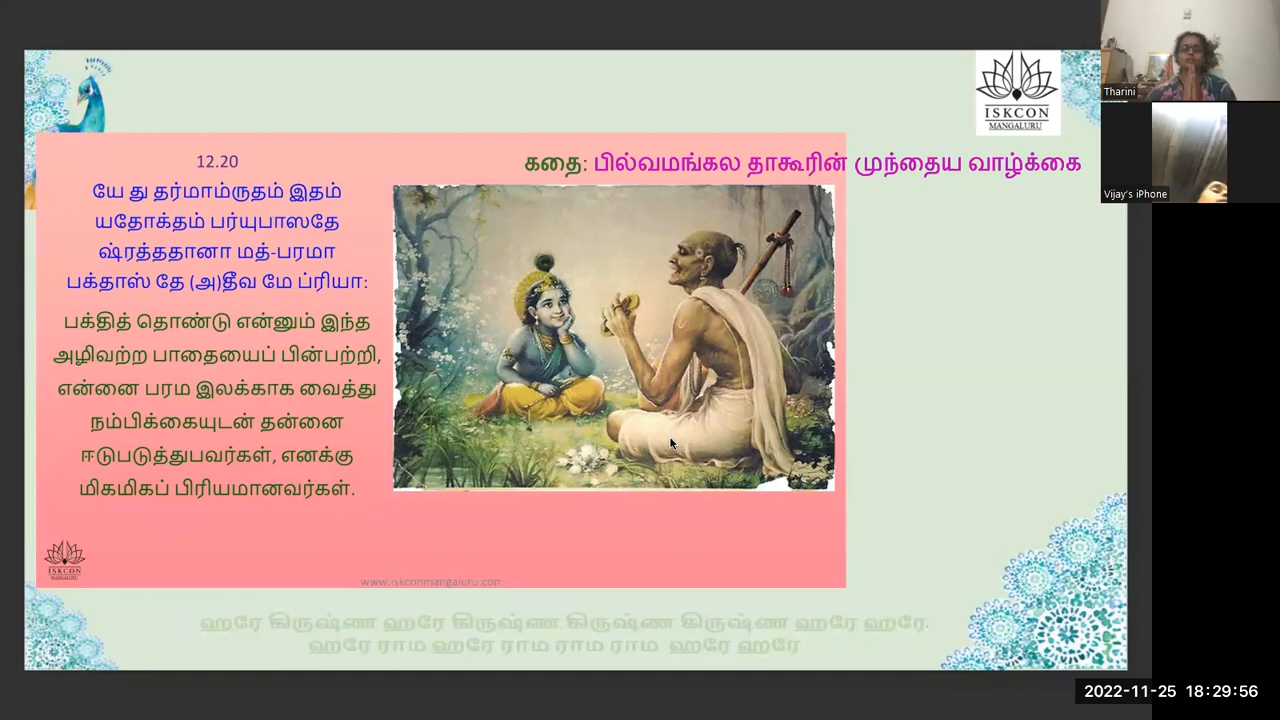 ISKCON
MANGALURU
Tharini
Vijay's iPhone
கதை: பில்வமங்கல தாகூரின் முந்தைய வாழ்க்கை
12.20
யே து தர்மாம்ருதம் இதம்
யதோக்தம் பர்யுபாஸதே
ஷ்ரத்ததானா மத்-பரமா
பக்தாஸ் தே (அ)தீவ மே ப்ரியா:
பக்தித் தொண்டு என்னும் இந்த
அழிவற்ற பாதையைப் பின்பற்றி,
என்னை பரம இலக்காக வைத்து
நம்பிக்கையுடன் தன்னை
ஈடுபடுத்துபவர்கள், எனக்கு
மிகமிகப் பிரியமானவர்கள்.
ISKCON
MANGALURU
www.iskconmangaluru.com
ஹரே கிருஷ்ண ஹரே கிருஷ்ண கிருஷ்ண கிருஷ்ண ஹரே ஹரே
ஹரே ராம ஹரே ராம ராம ராம ஹரே ஹரே
2022-11-25 18:29:56